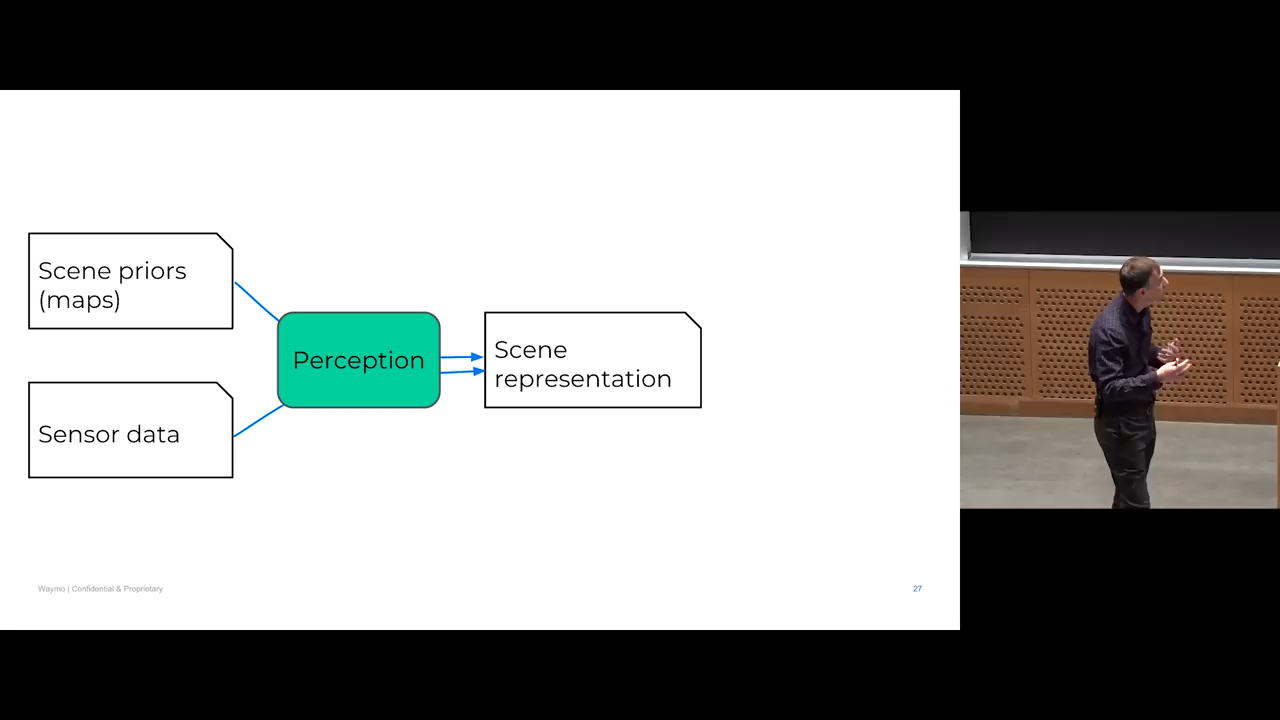 Scene priors
(maps)
Perception
Scene
representation
Sensor data
Waymo | Confidential & Proprietary
27